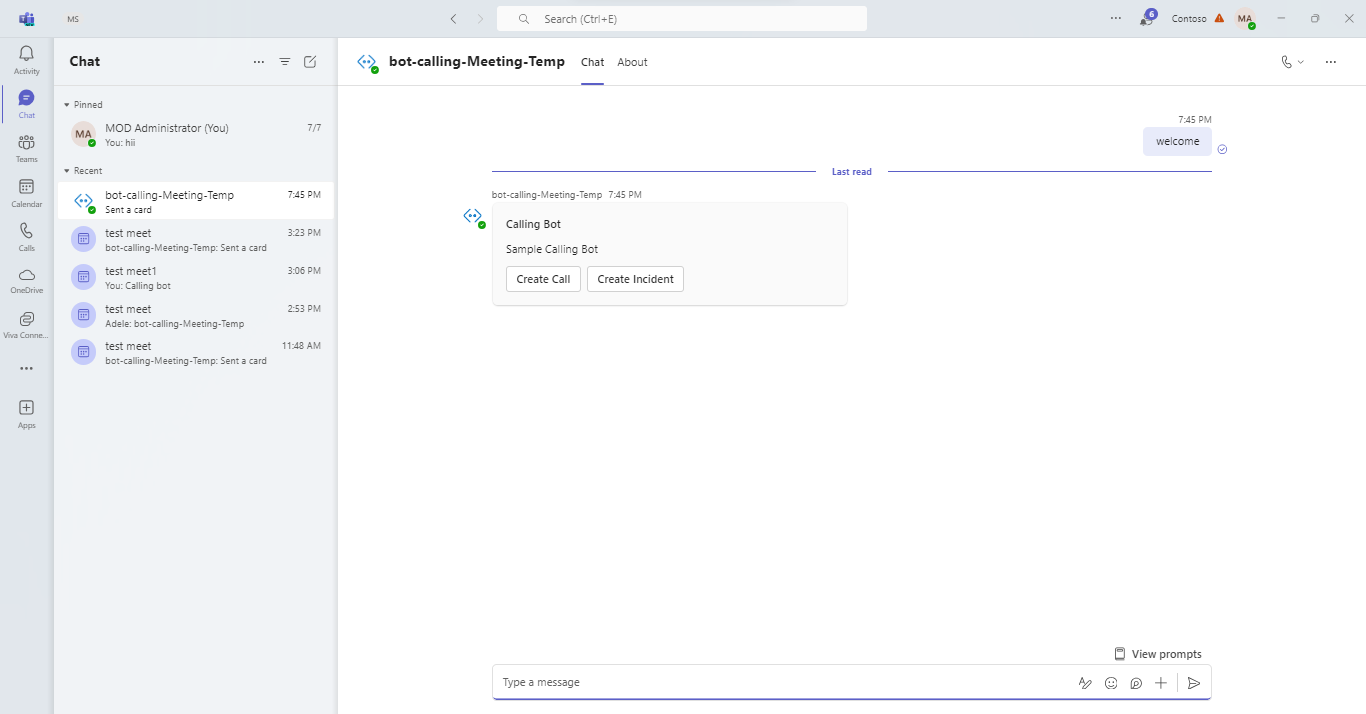 MS
Search (Ctrl+E)
6
Contoso
MA
Activity
Chat
Teams
Calendar
Calls
OneDrive
Viva Conne...
Apps
Chat
Pinned
MA
MOD Administrator (You)
7/7
You: hii
Recent
bot-calling-Meeting-Temp
7:45 PM
Sent a card
test meet
3:23 PM
bot-calling-Meeting-Temp: Sent a card
test meet1
3:06 PM
You: Calling bot
test meet
2:53 PM
Adele: bot-calling-Meeting-Temp
test meet
11:48 AM
bot-calling-Meeting-Temp: Sent a card
bot-calling-Meeting-Temp
Chat
About
7:45 PM
welcome
Last read
bot-calling-Meeting-Temp 7:45 PM
Calling Bot
Sample Calling Bot
Create Call
Create Incident
View prompts
Type a message